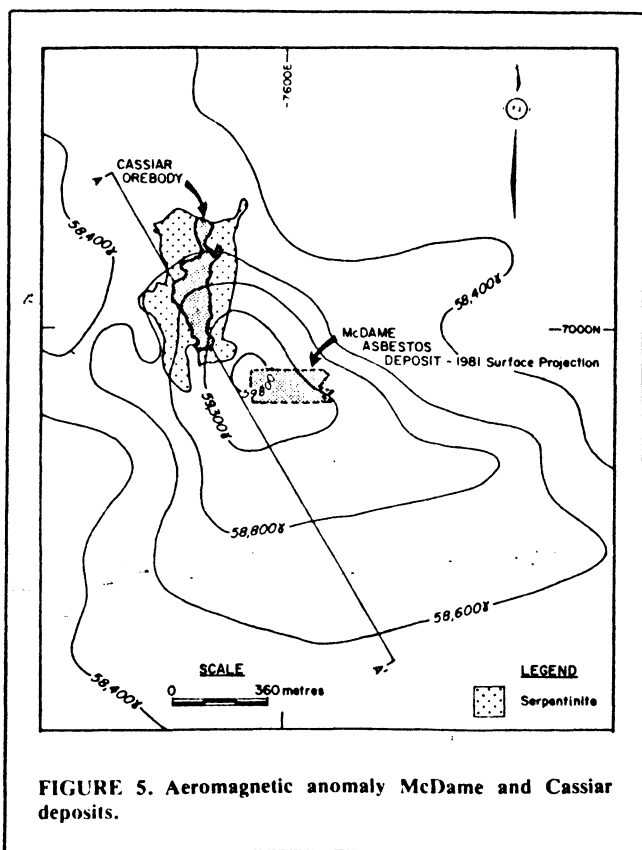 7600E
CASSIAR
OREBODY
A
58,400γ
58,400γ
7000N
McDAME
ASBESTOS
DEPOSIT - 1981 Surface Projection
59,300γ
58,800γ
58,600γ
58,400γ
A'
SCALE
0 360 metres
LEGEND
Serpentinite
FIGURE 5. Aeromagnetic anomaly McDame and Cassiar
deposits.